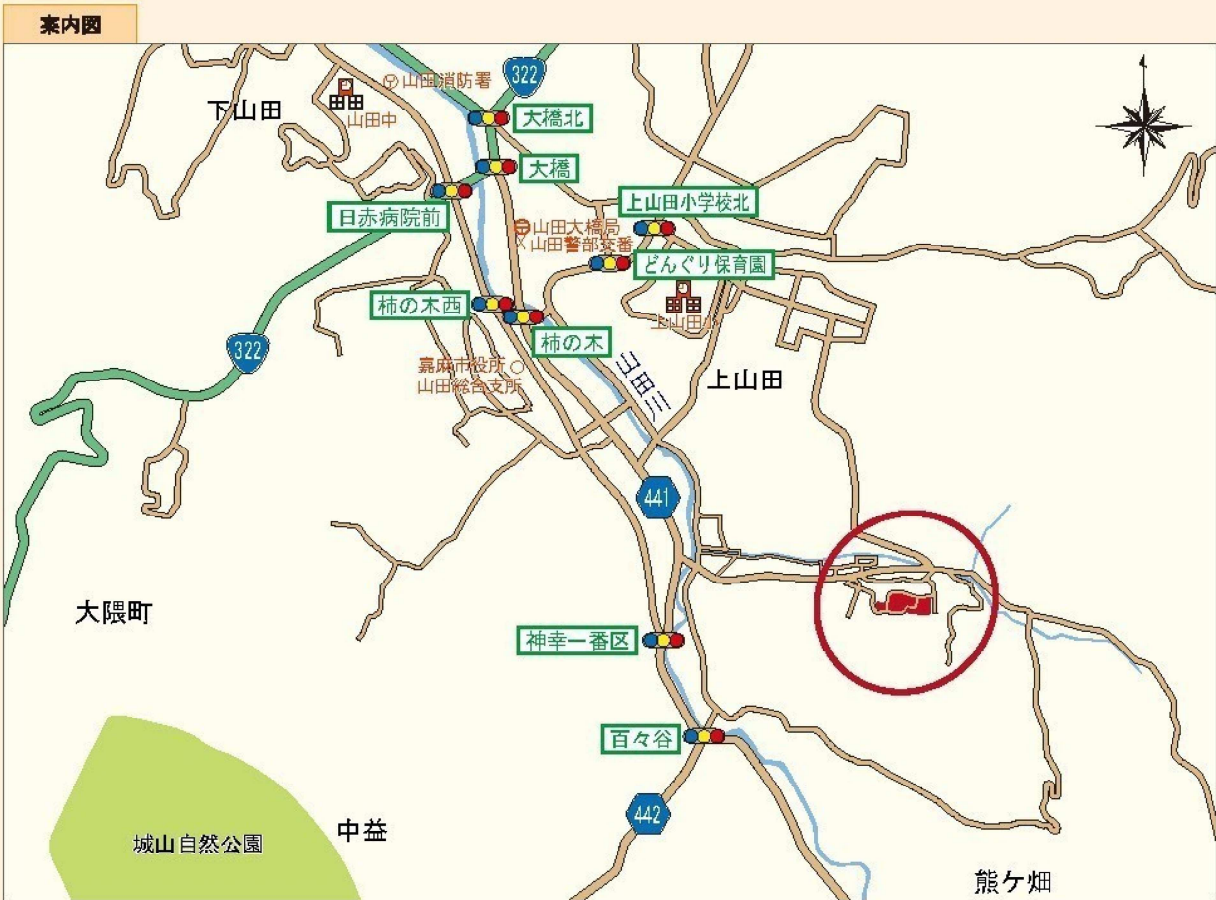 案内図
322
山田消防署
下山田
山田中
大橋北
大橋
上山田小学校北
日赤病院前
山田大橋局
山田警部交番
どんぐり保育園
柿の木西
上山田小
柿の木
322
嘉麻市役所
山田総合支所
山田川
上山田
441
大隈町
神幸一番区
百々谷
442
中益
城山自然公園
熊ケ畑